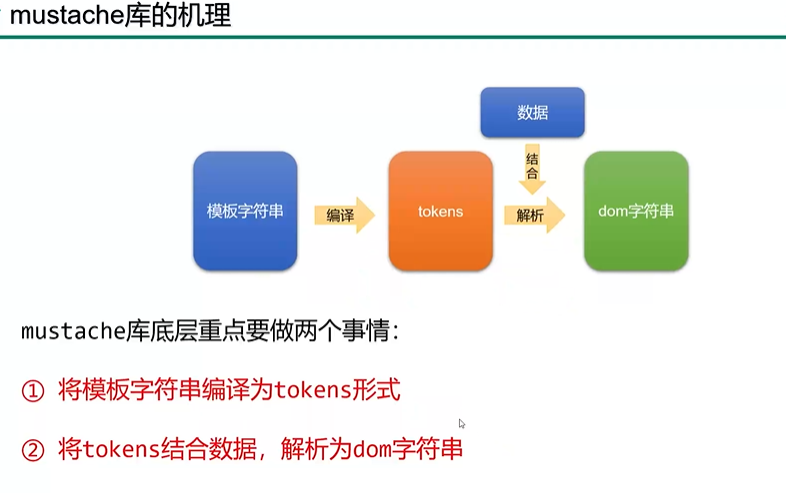 mustache库的机理
数据
结合
模板字符串
编译
tokens
解析
dom字符串
mustache库底层重点要做两个事情：
① 将模板字符串编译为tokens形式
② 将tokens结合数据，解析为dom字符串